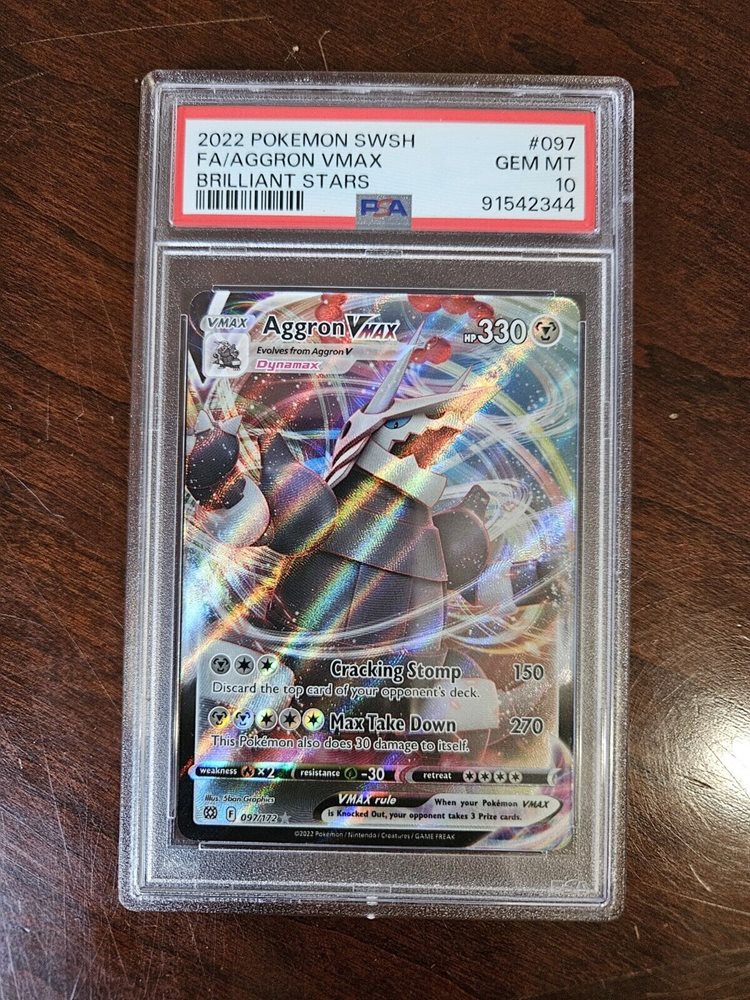 2022 POKEMON SWSH #097
FA/AGGRON VMAX GEM MT
BRILLIANT STARS 10
PSA 91542344
VMAX Aggron VMAX HP 330
Evolves from Aggron V
Dynamax
Cracking Stomp 150
Discard the top card of your opponent's deck.
Max Take Down 270
This Pokémon also does 30 damage to itself.
weakness ×2 resistance -30 retreat
Illus. 5ban Graphics
VMAX rule When your Pokémon VMAX
is Knocked Out, your opponent takes 3 Prize cards.
F 097/172
©2022 Pokémon / Nintendo / Creatures / GAME FREAK
PSA